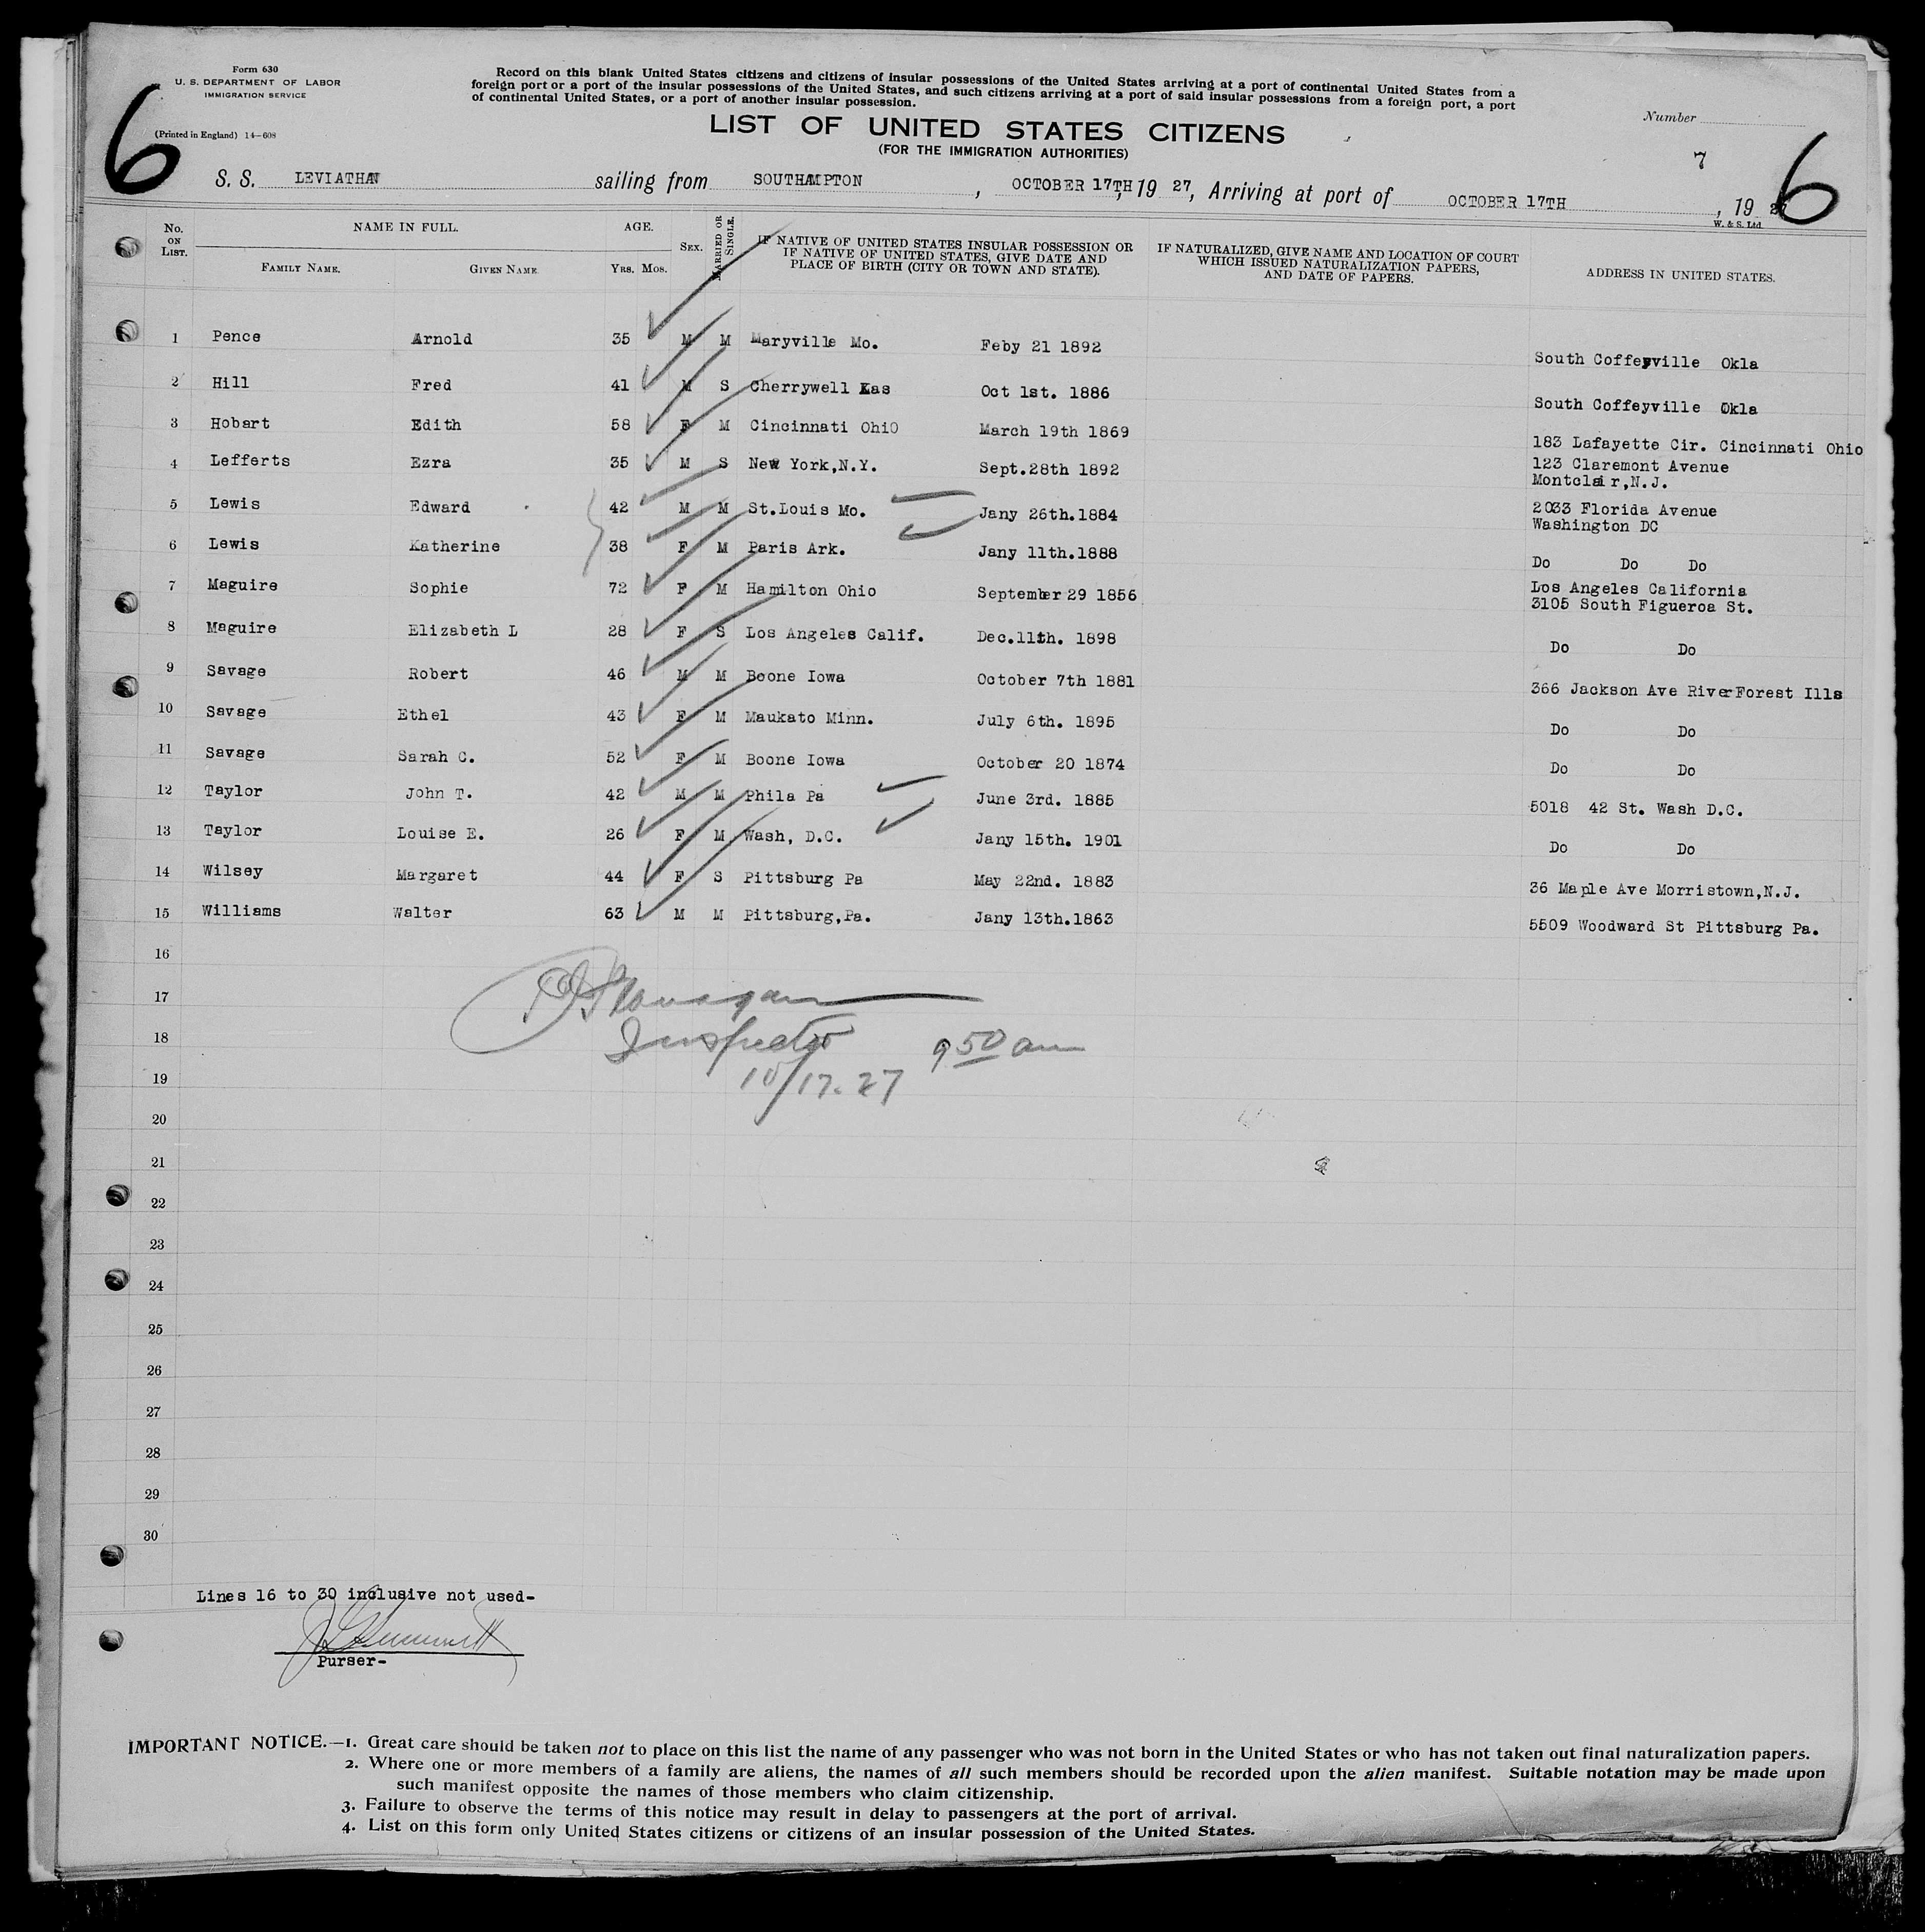 Form 630
U. S. DEPARTMENT OF LABOR
IMMIGRATION SERVICE
(Printed in England) 14-608
6
Record on this blank United States citizens and citizens of insular possessions of the United States arriving at a port of continental United States from a
foreign port or a port of the insular possessions of the United States, and such citizens arriving at a port of said insular possessions from a foreign port, a port
of continental United States, or a port of another insular possession.
LIST OF UNITED STATES CITIZENS
(FOR THE IMMIGRATION AUTHORITIES)
Number
7
6
S. S. LEVIATHAN sailing from SOUTHAMPTON, OCTOBER 17TH, 19 27, Arriving at port of OCTOBER 17TH, 19 27
W. & S. Ltd.
No. ON LIST. NAME IN FULL. AGE. SEX. MARRIED OR SINGLE. IF NATIVE OF UNITED STATES INSULAR POSSESSION OR IF NATIVE OF UNITED STATES, GIVE DATE AND PLACE OF BIRTH (CITY OR TOWN AND STATE). IF NATURALIZED, GIVE NAME AND LOCATION OF COURT WHICH ISSUED NATURALIZATION PAPERS, AND DATE OF PAPERS. ADDRESS IN UNITED STATES.
FAMILY NAME. GIVEN NAME. YRS. MOS.
1 Pence Arnold 35 M M Maryville Mo. Feby 21 1892 South Coffeyville Okla
2 Hill Fred 41 M S Cherrywell Kas Oct 1st. 1886 South Coffeyville Okla
3 Hobart Edith 58 F M Cincinnati OhiO March 19th 1869 183 Lafayette Cir. Cincinnati Ohio
4 Lefferts Ezra 35 M S New York,N.Y. Sept.28th 1892 123 Claremont Avenue
Montclair,N.J.
5 Lewis Edward 42 M M St.Louis Mo. Jany 26th.1884 2033 Florida Avenue
Washington DC
6 Lewis Katherine 38 F M Paris Ark. Jany 11th.1888 Do Do Do
7 Maguire Sophie 72 F M Hamilton Ohio September 29 1856 Los Angeles California
3105 South Figueroa St.
8 Maguire Elizabeth L 28 F S Los Angeles Calif. Dec.11th. 1898 Do Do
9 Savage Robert 46 M M Boone Iowa October 7th 1881 366 Jackson Ave RiverForest Ills
10 Savage Ethel 43 F M Maukato Minn. July 6th. 1895 Do Do
11 Savage Sarah C. 52 F M Boone Iowa October 20 1874 Do Do
12 Taylor John T. 42 M M Phila Pa June 3rd. 1885 5018 42 St. Wash D.C.
13 Taylor Louise E. 26 F M Wash, D.C. Jany 15th. 1901 Do Do
14 Wilsey Margaret 44 F S Pittsburg Pa May 22nd. 1883 36 Maple Ave Morristown,N.J.
15 Williams Walter 63 M M Pittsburg,Pa. Jany 13th.1863 5509 Woodward St Pittsburg Pa.
16
17
18 Inspector 9 50 am
19 10/17.27
20
21
22
23
24
25
26
27
28
29
30
Lines 16 to 30 inclusive not used-
Purser-
IMPORTANT NOTICE.—1. Great care should be taken not to place on this list the name of any passenger who was not born in the United States or who has not taken out final naturalization papers.
2. Where one or more members of a family are aliens, the names of all such members should be recorded upon the alien manifest. Suitable notation may be made upon
such manifest opposite the names of those members who claim citizenship.
3. Failure to observe the terms of this notice may result in delay to passengers at the port of arrival.
4. List on this form only United States citizens or citizens of an insular possession of the United States.